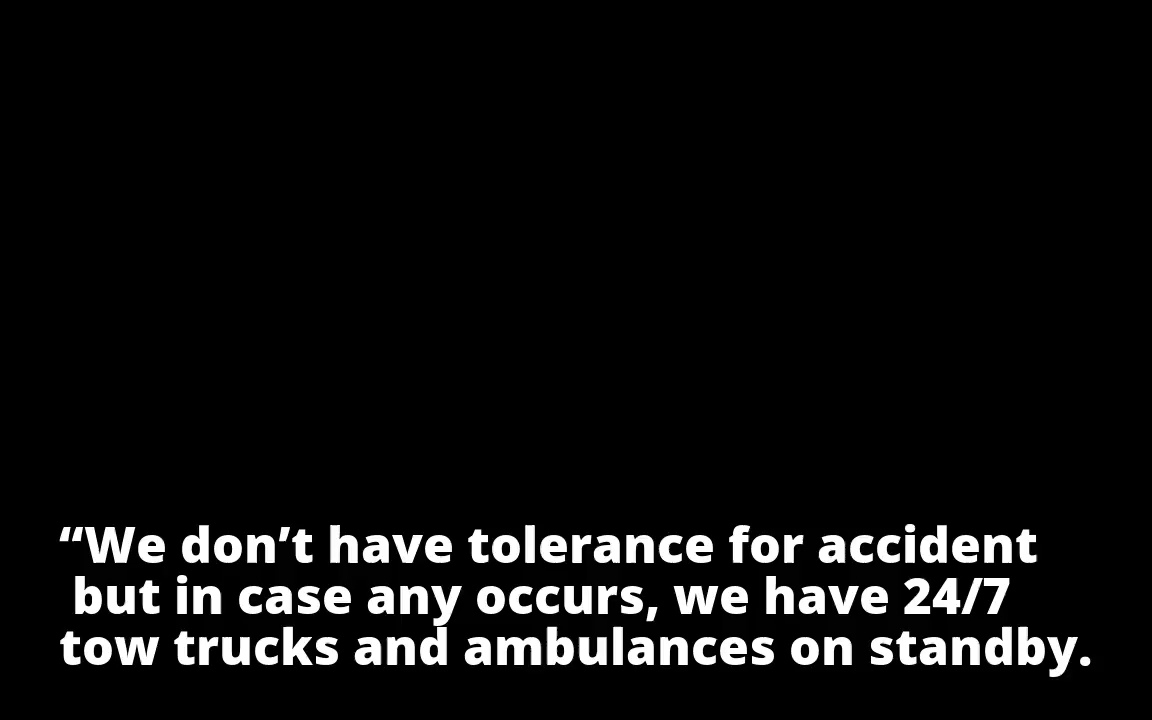 “We don’t have tolerance for accident
but in case any occurs, we have 24/7
tow trucks and ambulances on standby.